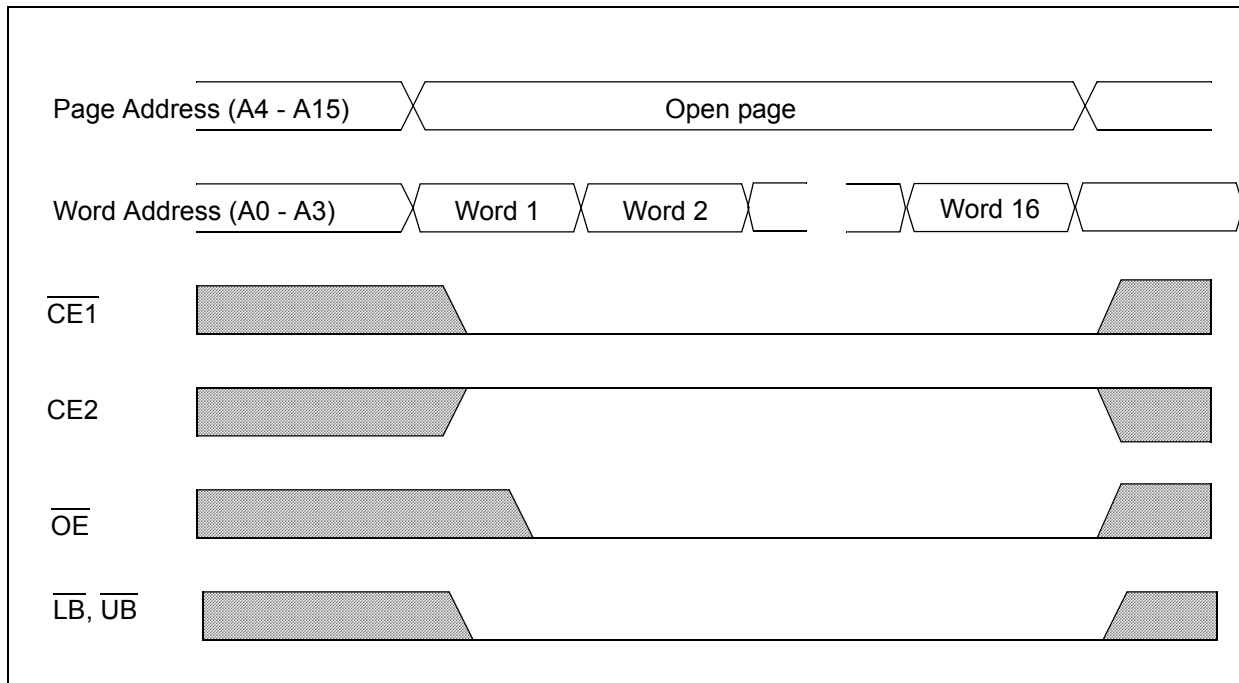 Page Address (A4 - A15)
Open page
Word Address (A0 - A3)
Word 1
Word 2
Word 16
CE1
CE2
OE
LB, UB